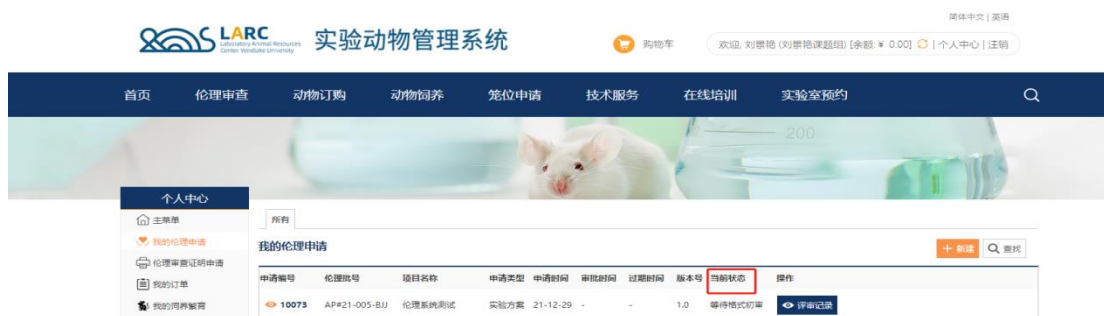 简体中文 | 英语
LARC
Laboratory Animal Resources
Center Westlake University
实验动物管理系统
购物车
欢迎, 刘景艳 (刘景艳课题组) [余额: ¥ 0.00] | 个人中心 | 注销
首页 伦理审查 动物订购 动物饲养 笼位申请 技术服务 在线培训 实验室预约
200
个人中心
主菜单
我的伦理申请
伦理审查证明申请
我的订单
我的饲养繁育
所有
我的伦理申请
+ 新建 查找
申请编号 伦理批号 项目名称 申请类型 申请时间 审批时间 过期时间 版本号 当前状态 操作
10073 AP#21-005-BJJ 伦理系统测试 实验方案 21-12-29 - - 1.0 等待格式初审 评审记录